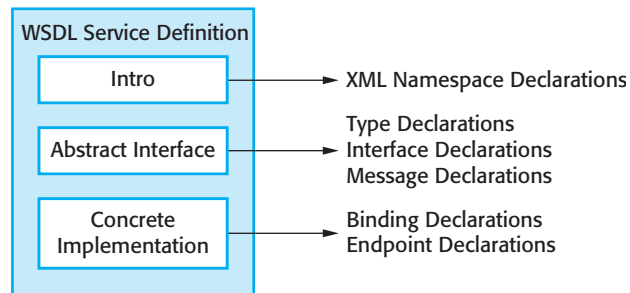 WSDL Service Definition
Intro
XML Namespace Declarations
Abstract Interface
Type Declarations
Interface Declarations
Message Declarations
Concrete
Implementation
Binding Declarations
Endpoint Declarations